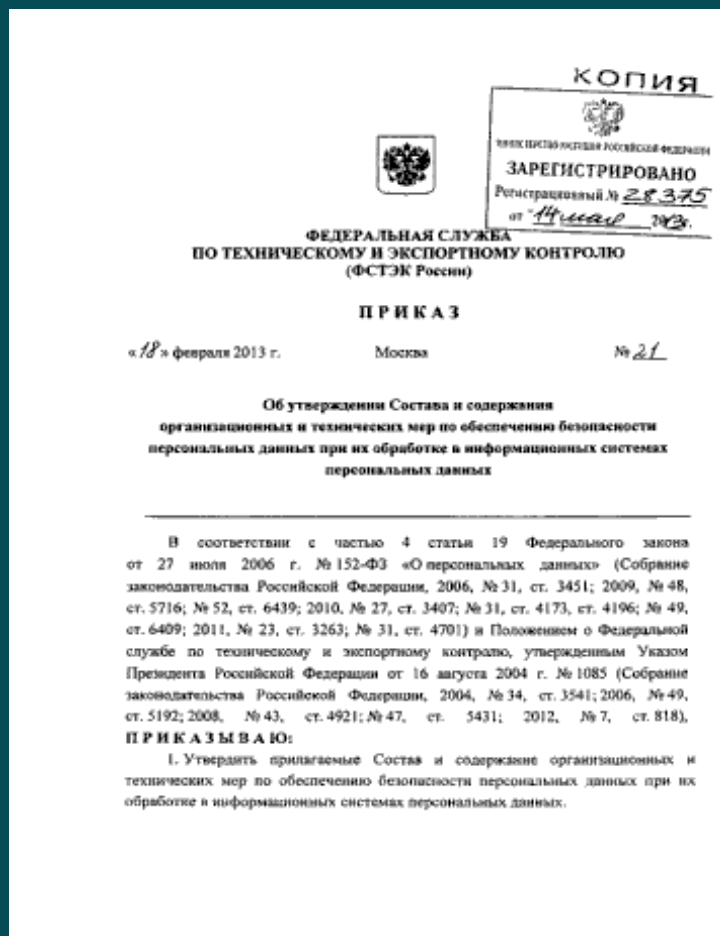 КОПИЯ
ЗАРЕГИСТРИРОВАНО
Регистрационный № 28375
от "14 мая 2013г.
ФЕДЕРАЛЬНАЯ СЛУЖБА
ПО ТЕХНИЧЕСКОМУ И ЭКСПОРТНОМУ КОНТРОЛЮ
(ФСТЭК России)
ПРИКАЗ
«18» февраля 2013 г. Москва № 21
Об утверждении Состава и содержания
организационных и технических мер по обеспечению безопасности
персональных данных при их обработке в информационных системах
персональных данных
В соответствии с частью 4 статьи 19 Федерального закона
от 27 июля 2006 г. № 152-ФЗ «О персональных данных» (Собрание
законодательства Российской Федерации, 2006, № 31, ст. 3451; 2009, № 48,
ст. 5716; № 52, ст. 6439; 2010, № 27, ст. 3407; № 31, ст. 4173, ст. 4196; № 49,
ст. 6409; 2011, № 23, ст. 3263; № 31, ст. 4701) и Положением о Федеральной
службе по техническому и экспортному контролю, утвержденным Указом
Президента Российской Федерации от 16 августа 2004 г. № 1085 (Собрание
законодательства Российской Федерации, 2004, № 34, ст. 3541; 2006, № 49,
ст. 5192; 2008, № 43, ст. 4921; № 47, ст. 5431; 2012, № 7, ст. 818),
ПРИКАЗЫВАЮ:
1. Утвердить прилагаемые Состав и содержание организационных и
технических мер по обеспечению безопасности персональных данных при их
обработке в информационных системах персональных данных.